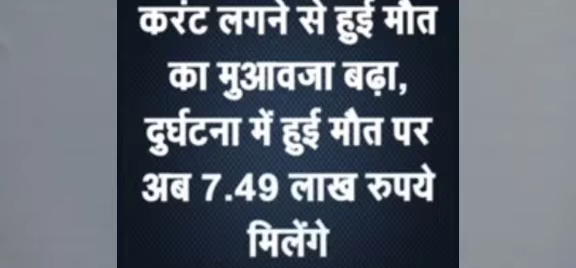 करंट लगने से हुई मौत
का मुआवजा बढ़ा,
दुर्घटना में हुई मौत पर
अब 7.49 लाख रुपये
मिलेंगे